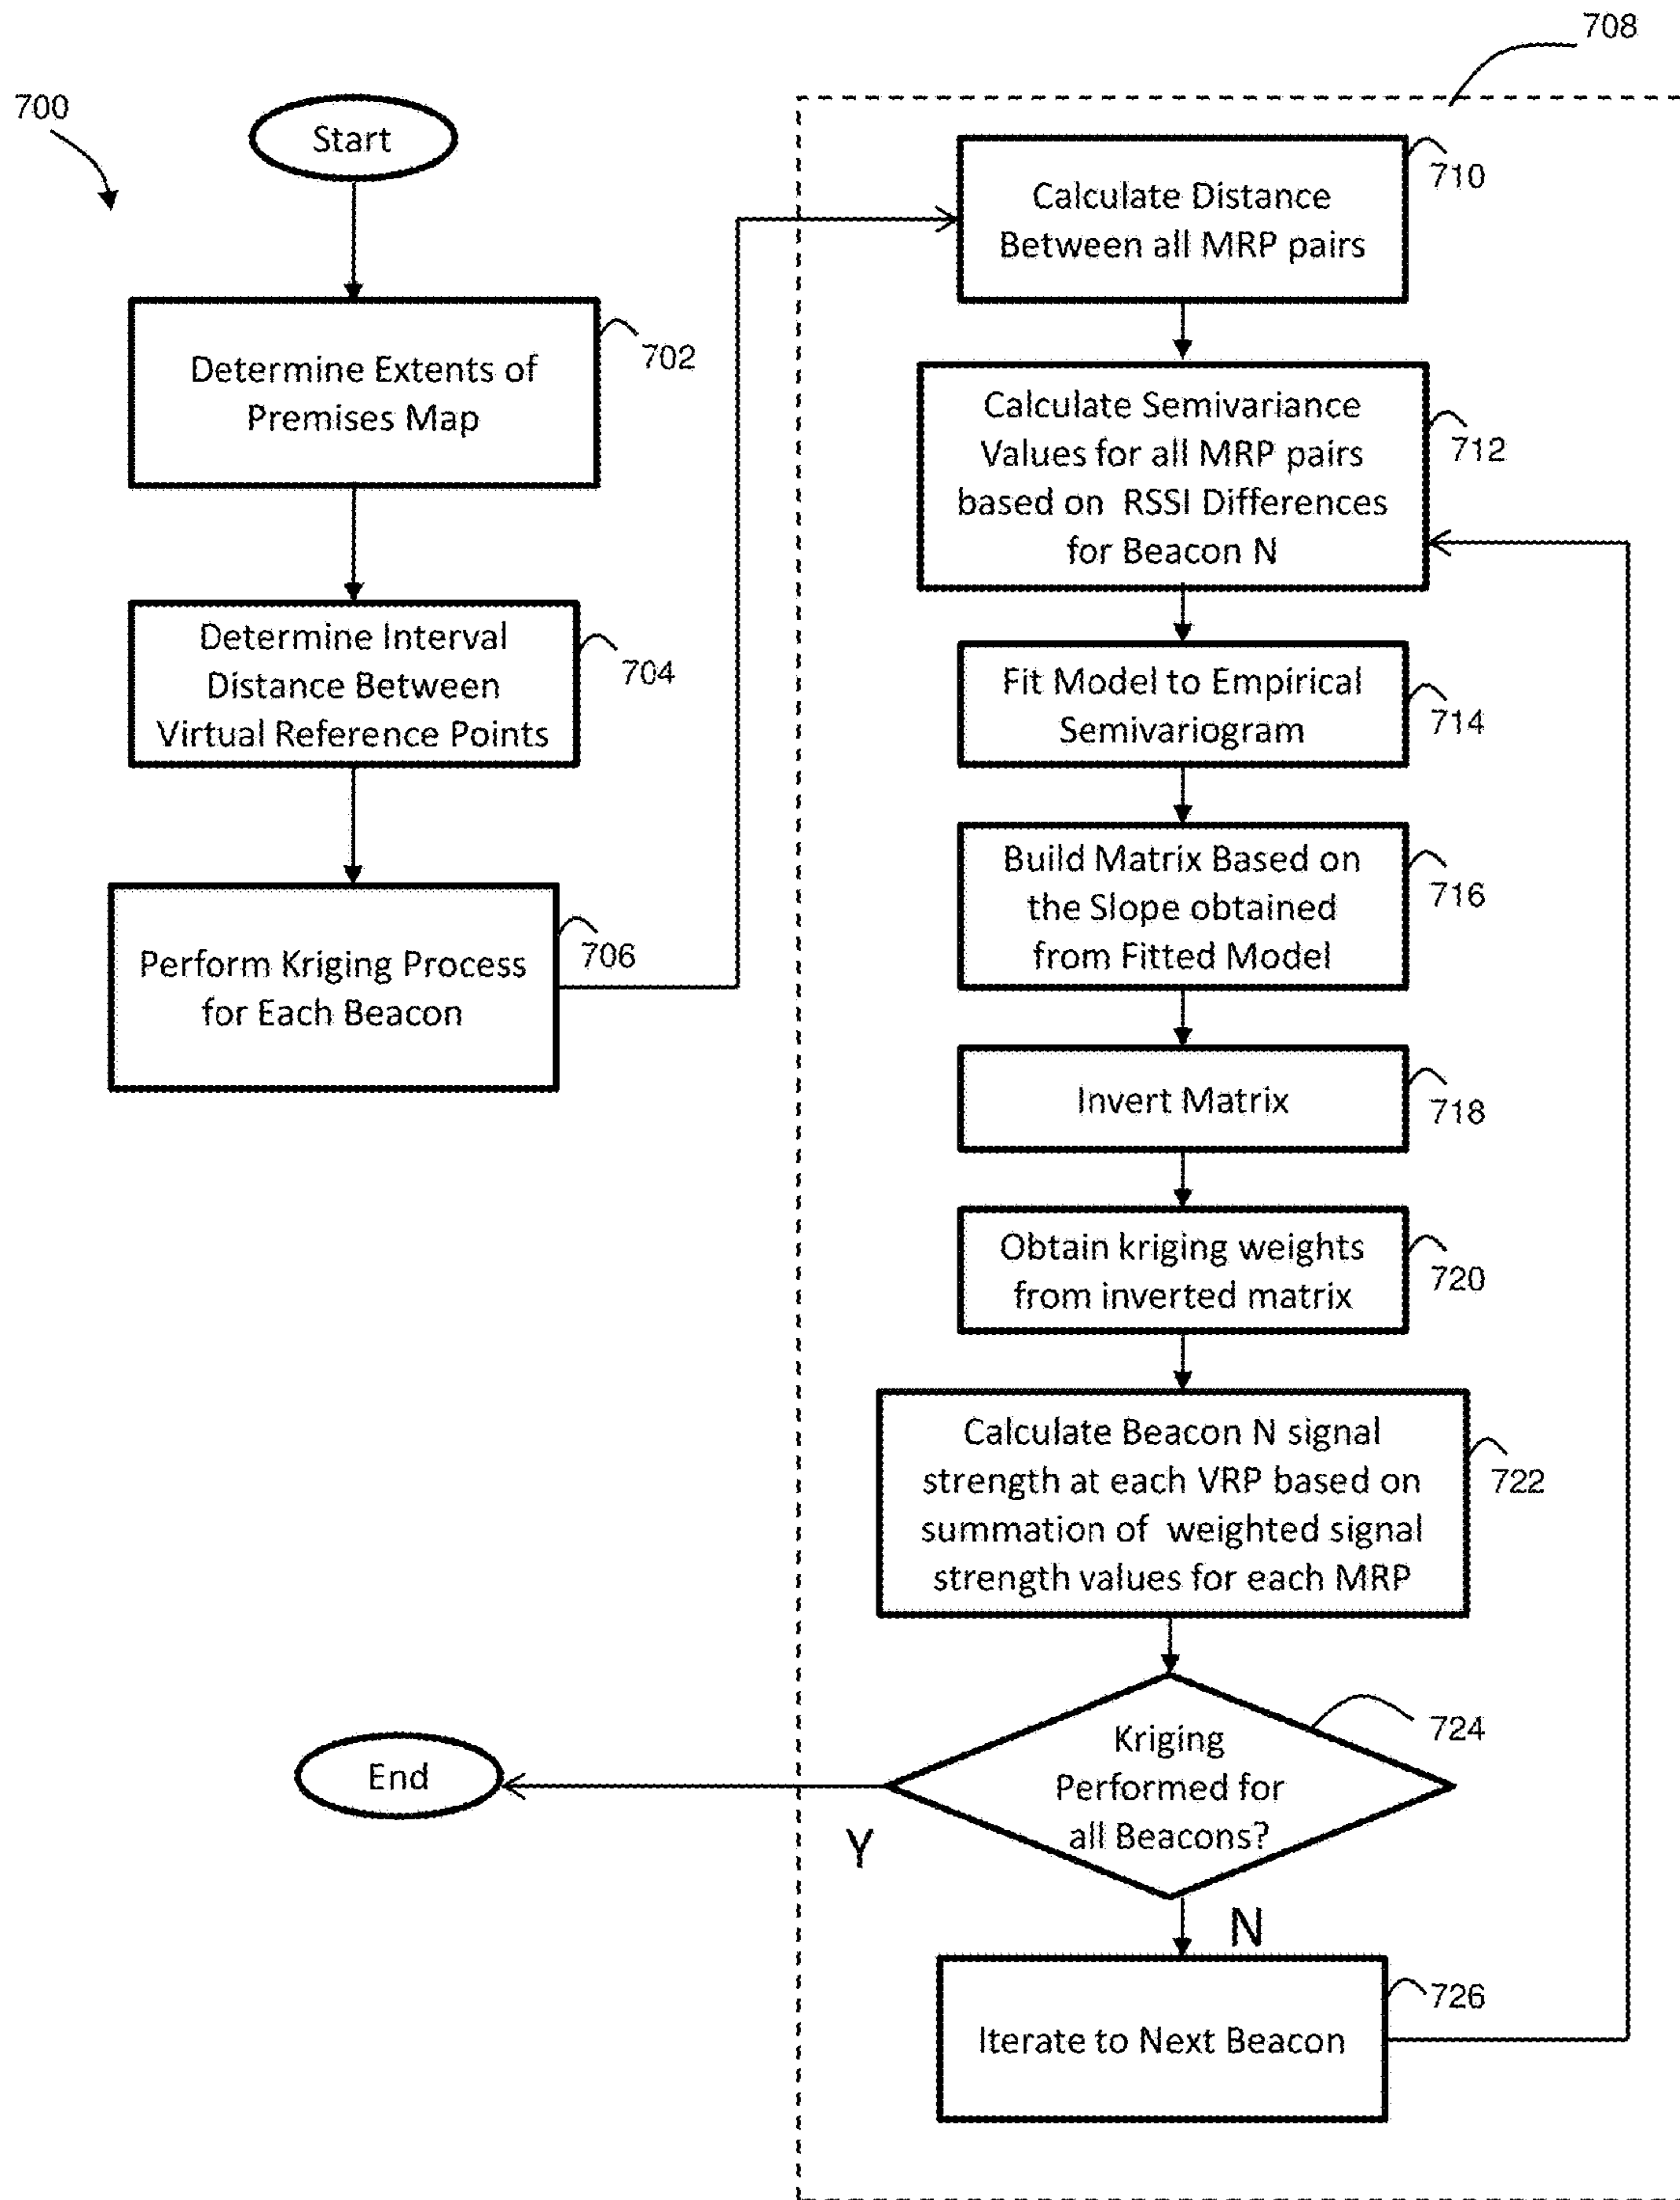 708
700
Start
Determine Extents of
Premises Map
702
Determine Interval
Distance Between
Virtual Reference Points
704
Perform Kriging Process
for Each Beacon
706
Calculate Distance
Between all MRP pairs
710
Calculate Semivariance
Values for all MRP pairs
based on RSSI Differences
for Beacon N
712
Fit Model to Empirical
Semivariogram
714
Build Matrix Based on
the Slope obtained
from Fitted Model
716
Invert Matrix
718
Obtain kriging weights
from inverted matrix
720
Calculate Beacon N signal
strength at each VRP based on
summation of weighted signal
strength values for each MRP
722
Kriging
Performed for
all Beacons?
724
End
Y
N
Iterate to Next Beacon
726